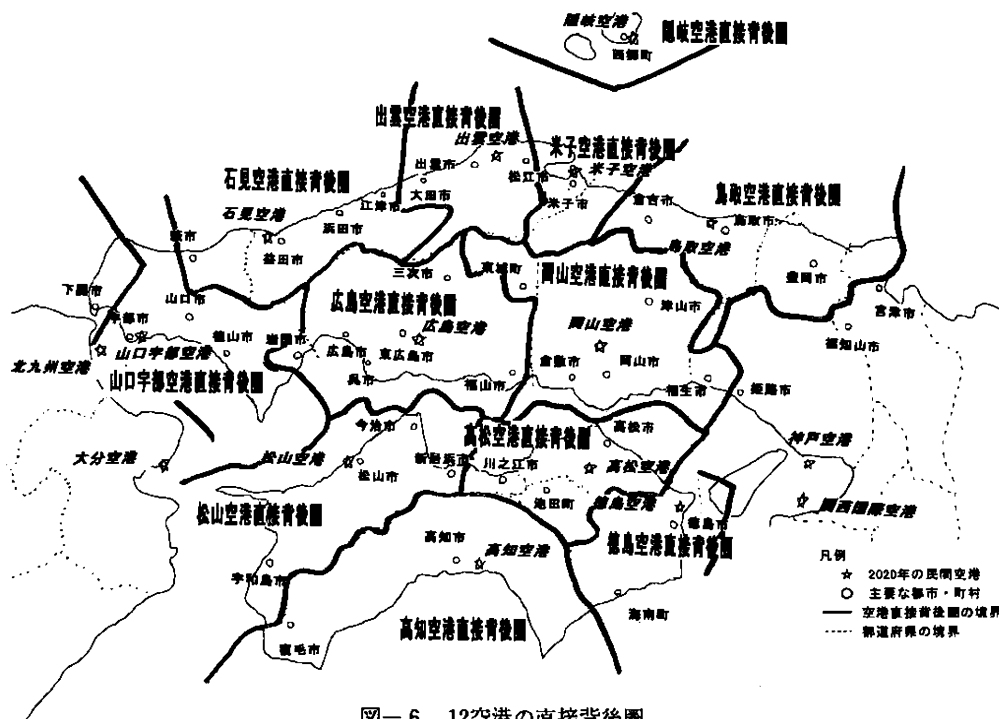 隠岐空港
隠岐空港直接背後圏
西郷町
出雲空港直接背後圏
出雲空港
米子空港直接背後圏
米子空港
出雲市
松江市
石見空港直接背後圏
大田市
江津市
米子市
倉吉市
鳥取空港直接背後圏
鳥取市
石見空港
浜田市
鳥取空港
萩市
益田市
三次市
東城町
岡山空港直接背後圏
豊岡市
下関市
山口市
広島空港直接背後圏
津山市
宮津市
宇部市
徳山市
岩国市
広島空港
岡山空港
福知山市
北九州空港
山口宇部空港
広島市
東広島市
倉敷市
岡山市
山口宇部空港直接背後圏
呉市
福山市
相生市
姫路市
今治市
高松空港直接背後圏
高松市
神戸空港
大分空港
松山空港
松山市
新居浜市
川之江市
高松空港
松山空港直接背後圏
池田町
徳島空港
徳島市
関西国際空港
高知市
高知空港
徳島空港直接背後圏
宇和島市
海南町
高知空港直接背後圏
宿毛市
凡例
☆ 2020年の民間空港
○ 主要な都市・町村
空港直接背後圏の境界
都道府県の境界
図－6 12空港の直接背後圏